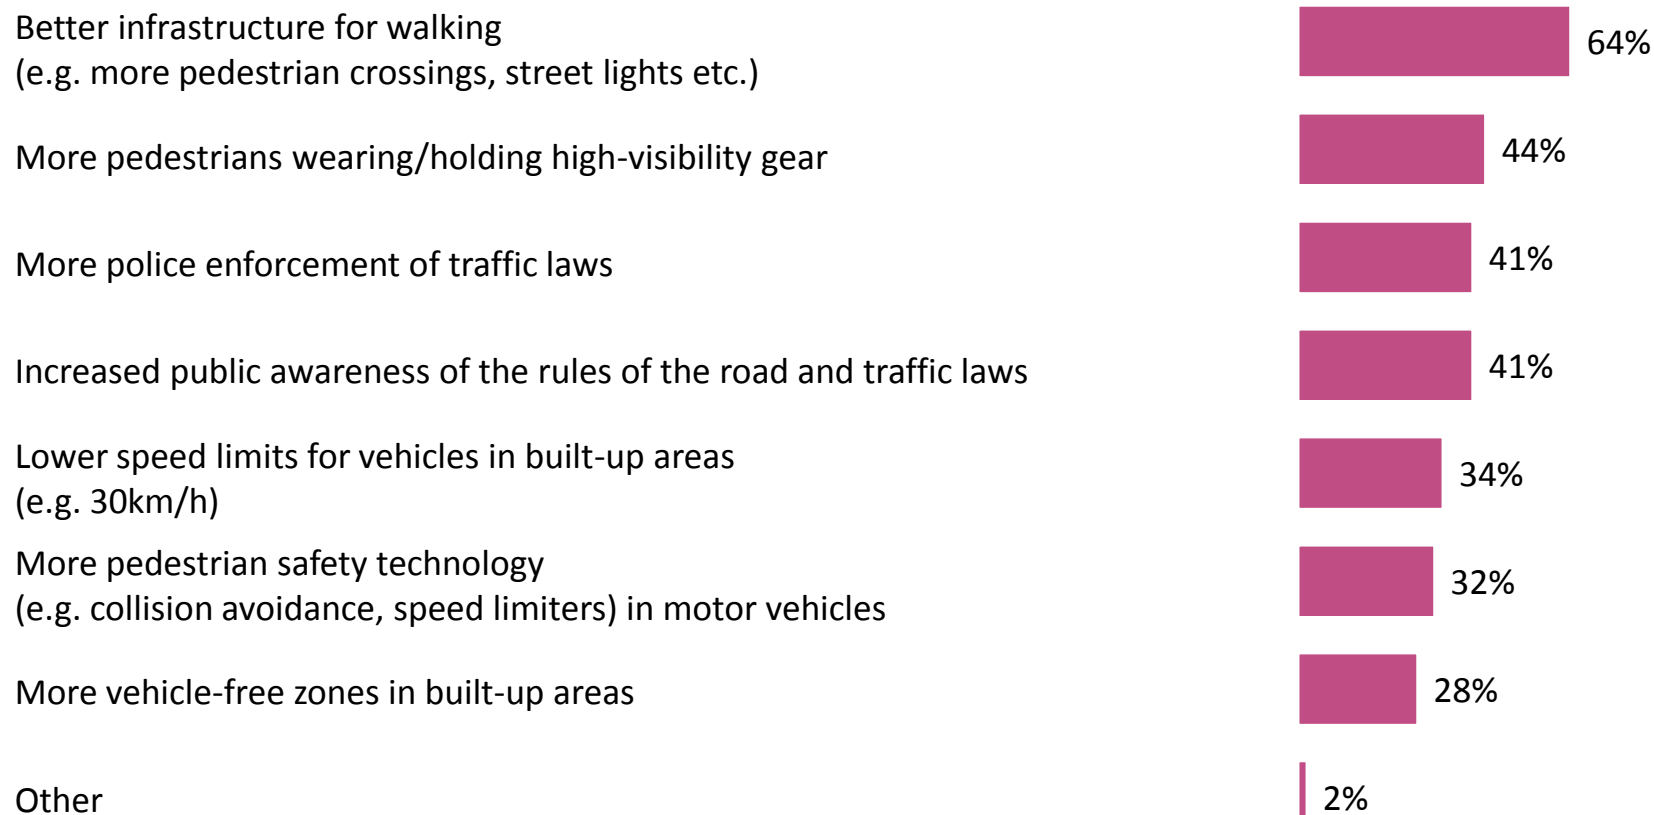 Better infrastructure for walking
(e.g. more pedestrian crossings, street lights etc.)
64%
More pedestrians wearing/holding high-visibility gear
44%
More police enforcement of traffic laws
41%
Increased public awareness of the rules of the road and traffic laws
41%
Lower speed limits for vehicles in built-up areas
(e.g. 30km/h)
34%
More pedestrian safety technology
(e.g. collision avoidance, speed limiters) in motor vehicles
32%
More vehicle-free zones in built-up areas
28%
Other
2%